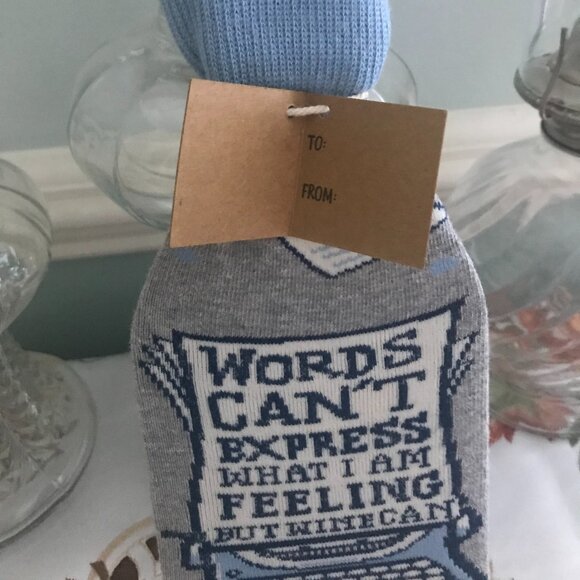 TO:
FROM:
WORDS
CAN'T
EXPRESS
WHAT I AM
FEELING
BUT WINE CAN